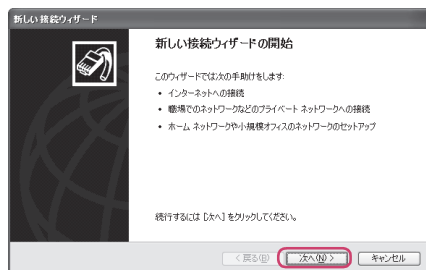 新しい接続ウィザード
新しい接続ウィザードの開始
このウィザードでは次の手助けをします:
• インターネットへの接続
• 職場でのネットワークなどのプライベート ネットワークへの接続
• ホーム ネットワークや小規模オフィスのネットワークのセットアップ
続行するには [次へ] をクリックしてください。
< 戻る(B) 次へ(N) > キャンセル